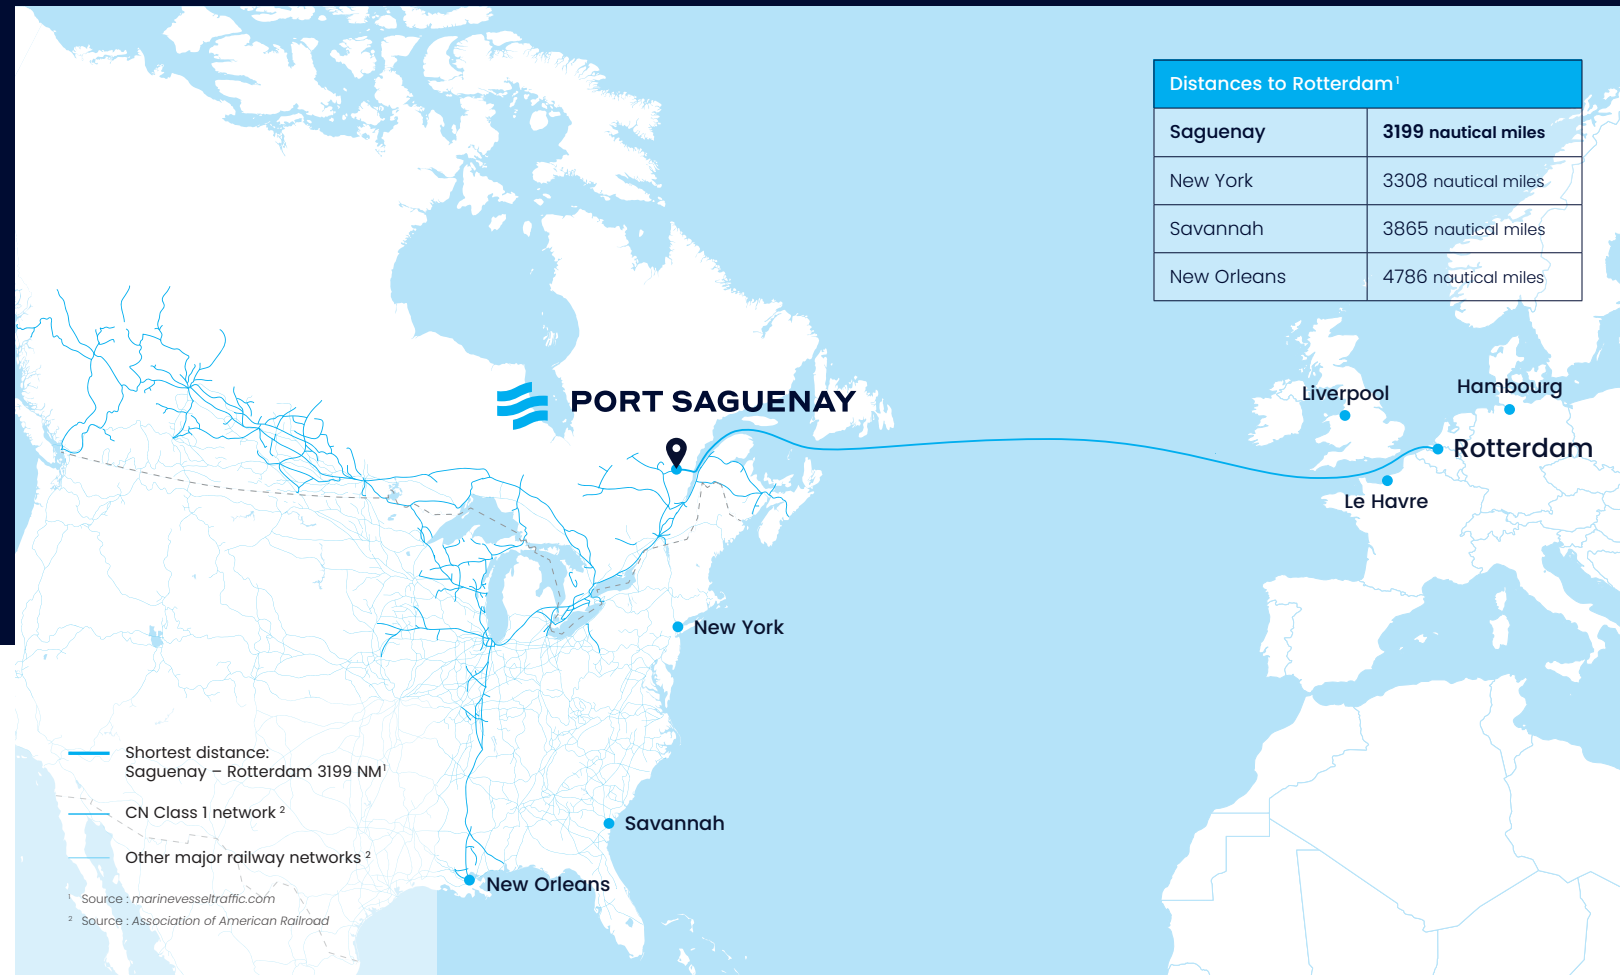 Distances to Rotterdam¹
Saguenay 3199 nautical miles
New York 3308 nautical miles
Savannah 3865 nautical miles
New Orleans 4786 nautical miles
PORT SAGUENAY
Liverpool
Hambourg
Rotterdam
Le Havre
New York
Savannah
New Orleans
Shortest distance:
Saguenay – Rotterdam 3199 NM¹
CN Class 1 network ²
Other major railway networks ²
¹ Source : marinevesseltraffic.com
² Source : Association of American Railroad